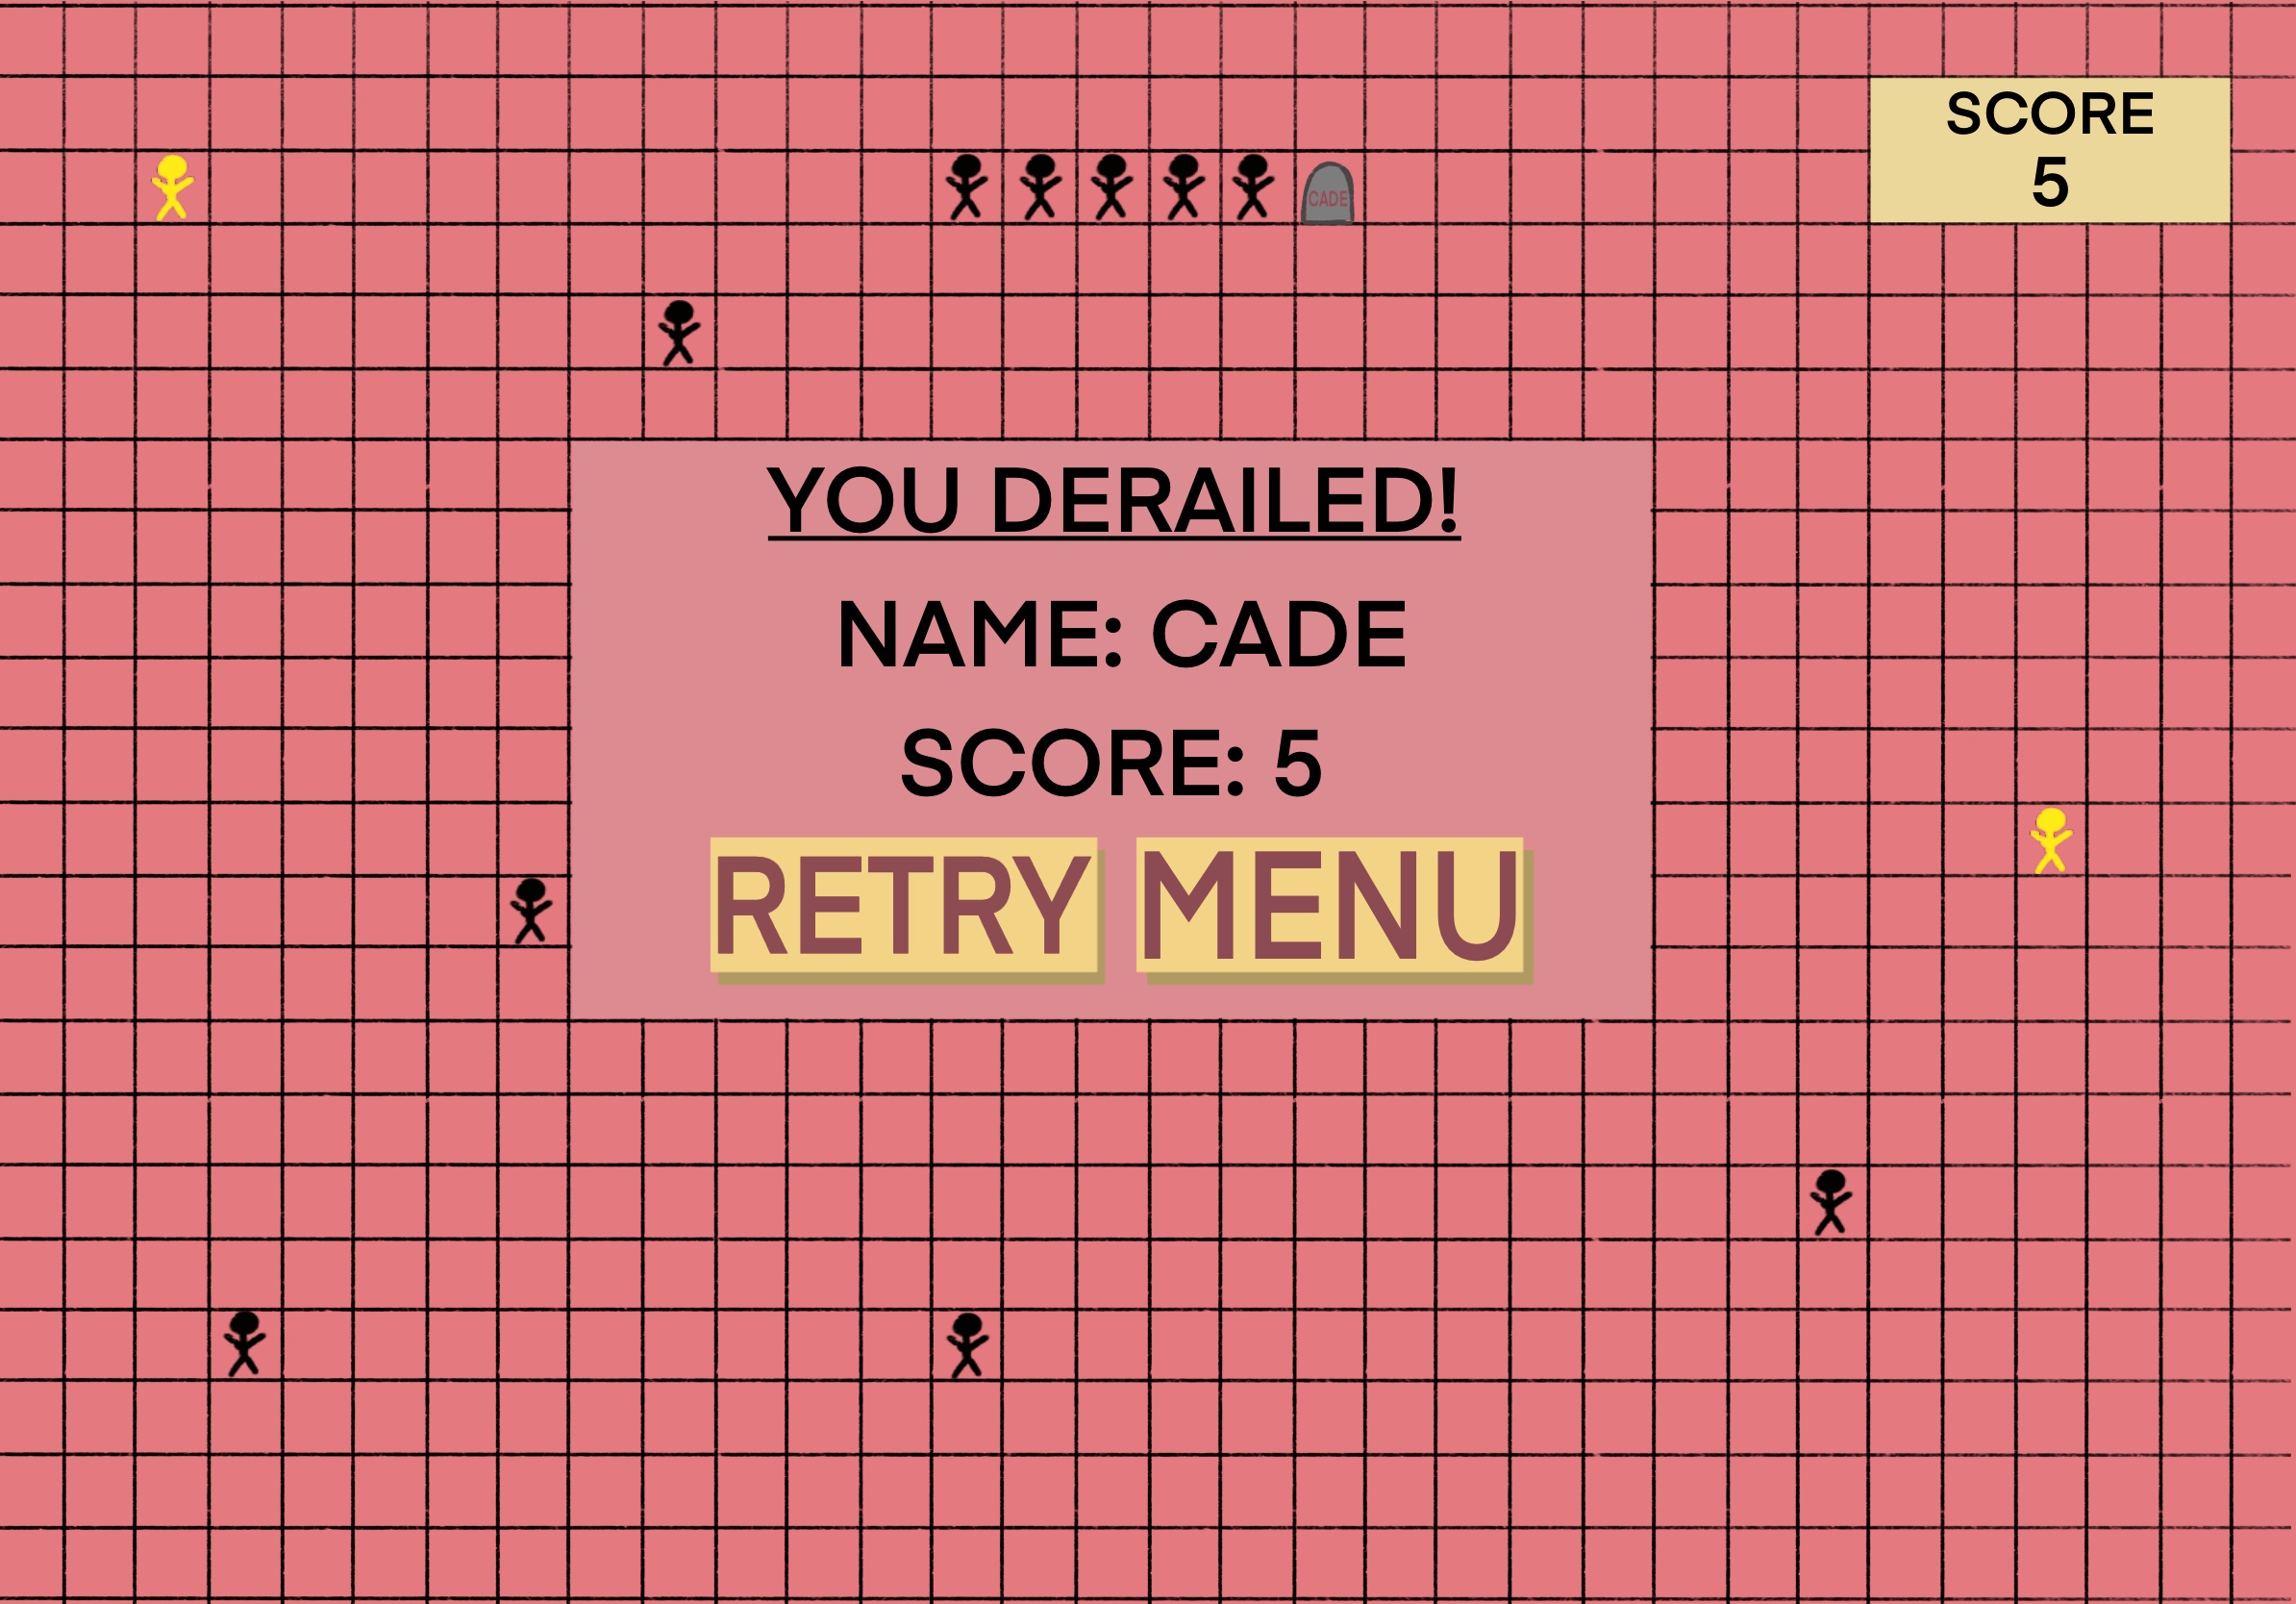 SCORE
5
CADE
YOU DERAILED!
NAME: CADE
SCORE: 5
RETRY MENU